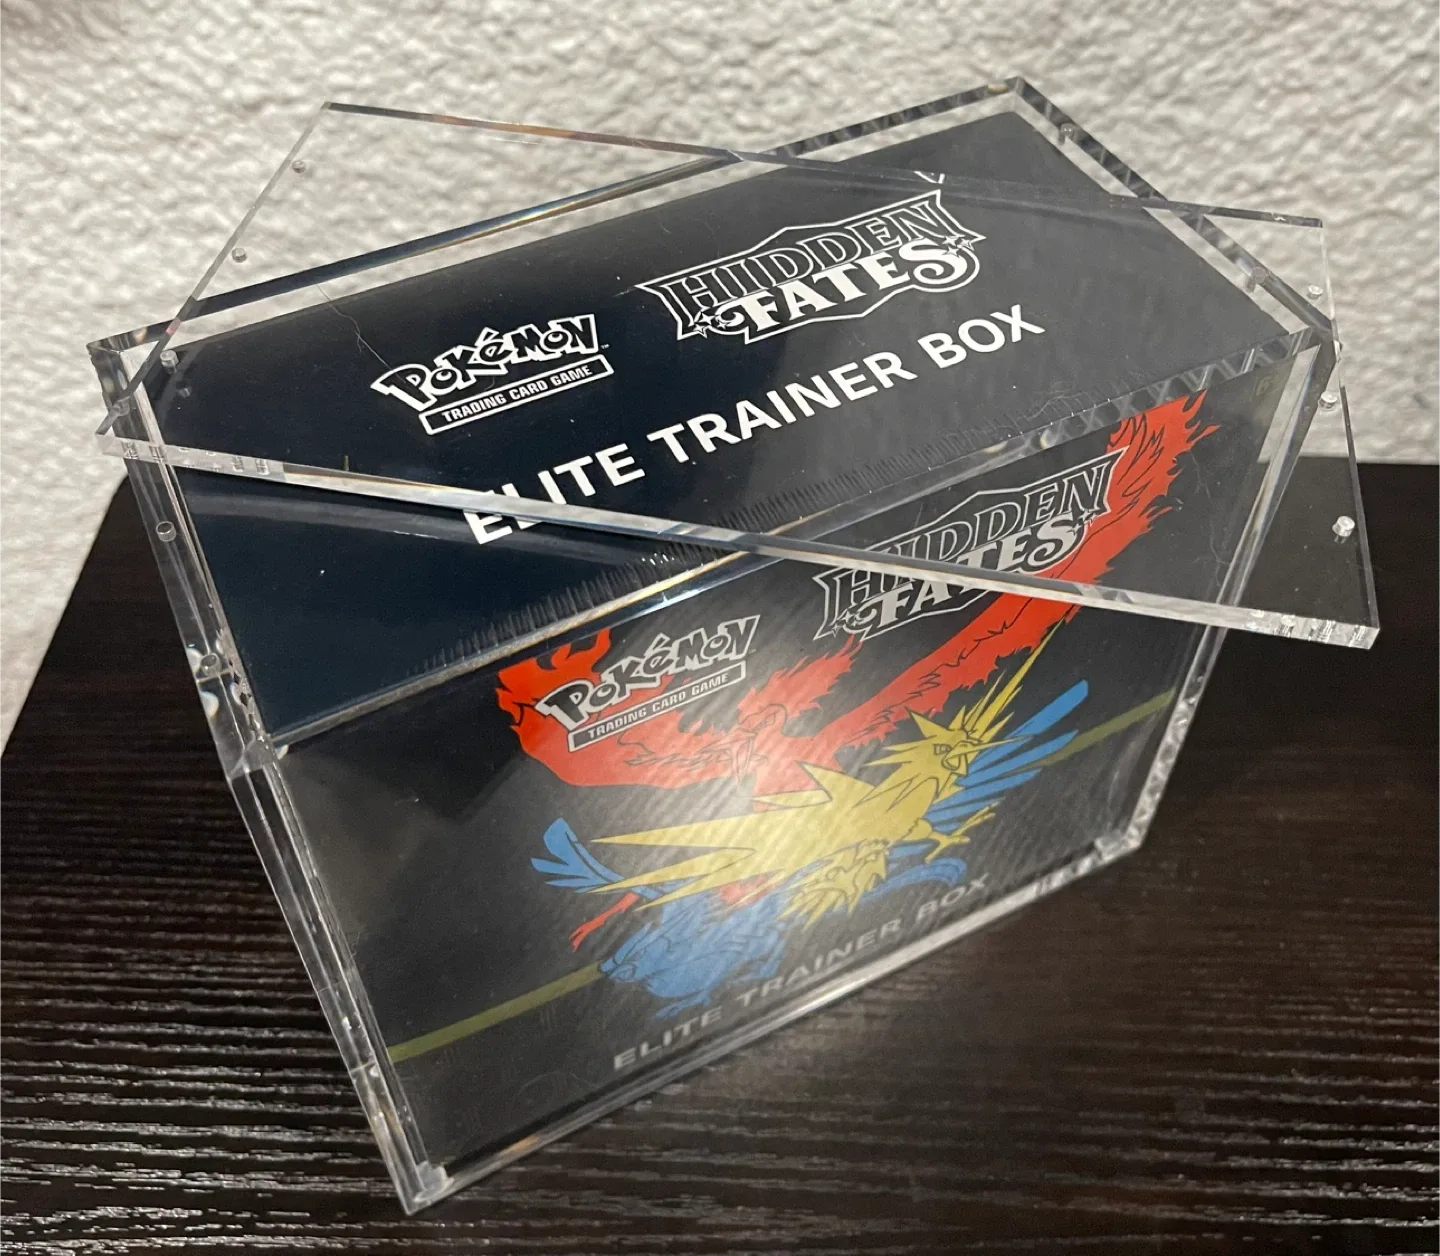 HIDDEN
FATES
POKéMON
TRADING CARD GAME
ELITE TRAINER BOX
HIDDEN
FATES
POKéMON
TRADING CARD GAME
ELITE TRAINER BOX